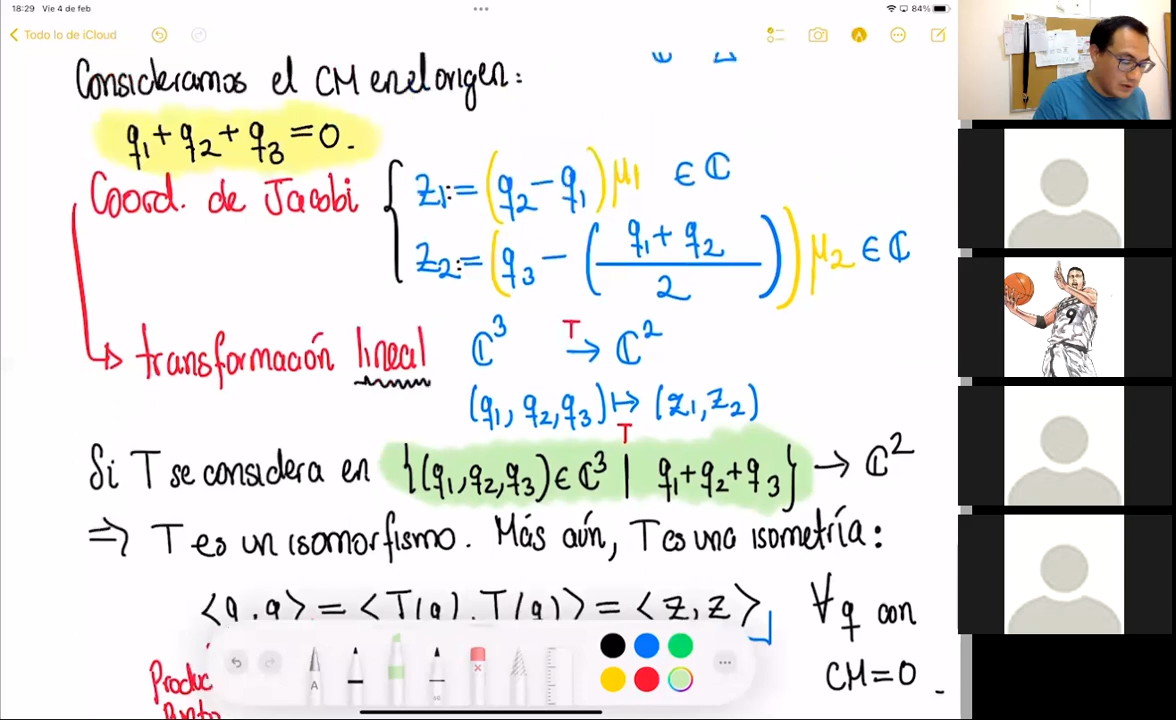 18:29 Vie 4 de feb
84%
Todo lo de iCloud
Consideramos el CM en el origen:
q₁+q₂+q₃=0.
Coord. de Jacobi
z₁:=(q₂-q₁)μ₁ ∈ ℂ
z₂:=(q₃-(q₁+q₂/2))μ₂ ∈ ℂ
↳ transformación lineal ℂ³ T→ ℂ²
(q₁,q₂,q₃) ↦ (z₁,z₂)
T
Si T se considera en {(q₁,q₂,q₃)∈ℂ³ | q₁+q₂+q₃} → ℂ²
⇒ T es un isomorfismo. Más aún, T es una isometría:
<q,q> = <T(q),T(q)> = <z,z> ∀q con
CM=0.
Produc
Punto
A
9